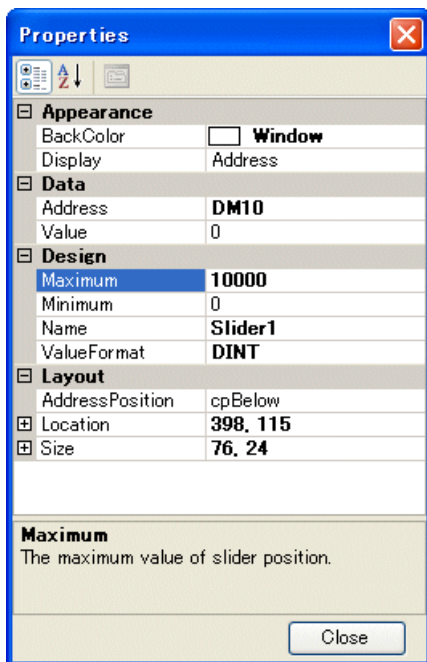 Properties
Appearance
BackColor Window
Display Address
Data
Address DM10
Value 0
Design
Maximum 10000
Minimum 0
Name Slider1
ValueFormat DINT
Layout
AddressPosition cpBelow
Location 398, 115
Size 76, 24
Maximum
The maximum value of slider position.
Close